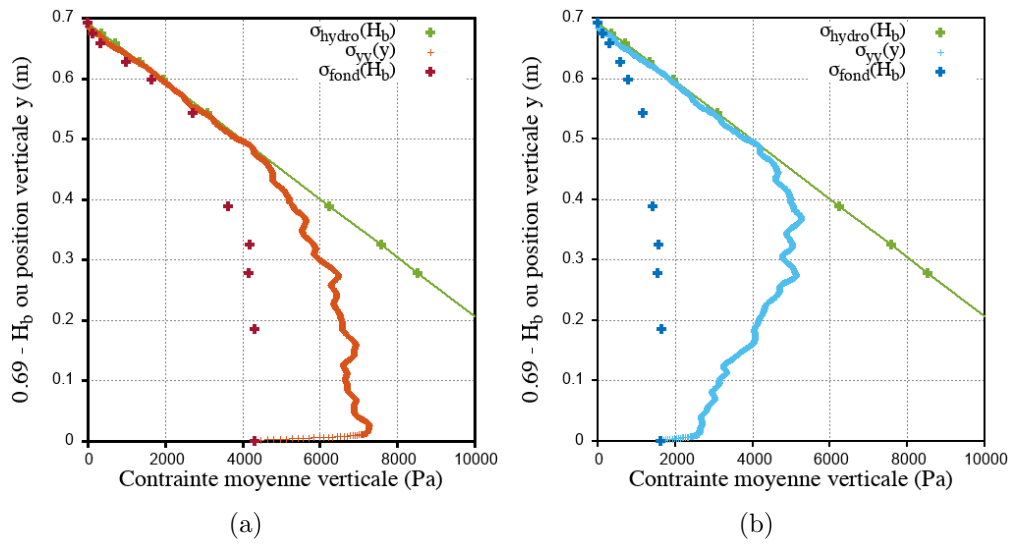 0.7
0.6
0.5
0.4
0.3
0.2
0.1
0
0 2000 4000 6000 8000 10000
0.69 - Hb ou position verticale y (m)
Contrainte moyenne verticale (Pa)
σhydro(Hb)
σyy(y)
σfond(Hb)
(a)
0.7
0.6
0.5
0.4
0.3
0.2
0.1
0
0 2000 4000 6000 8000 10000
0.69 - Hb ou position verticale y (m)
Contrainte moyenne verticale (Pa)
σhydro(Hb)
σyy(y)
σfond(Hb)
(b)